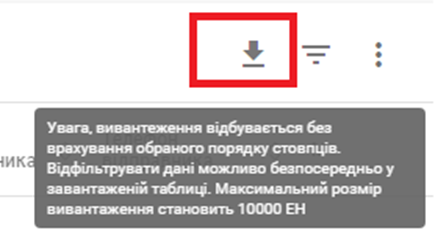 Увага, вивантеження відбувається без
врахування обраного порядку стовпців.
Відфільтрувати дані можливо безпосередньо у
завантаженій таблиці. Максимальний розмір
вивантаження становить 10000 ЕН
ника